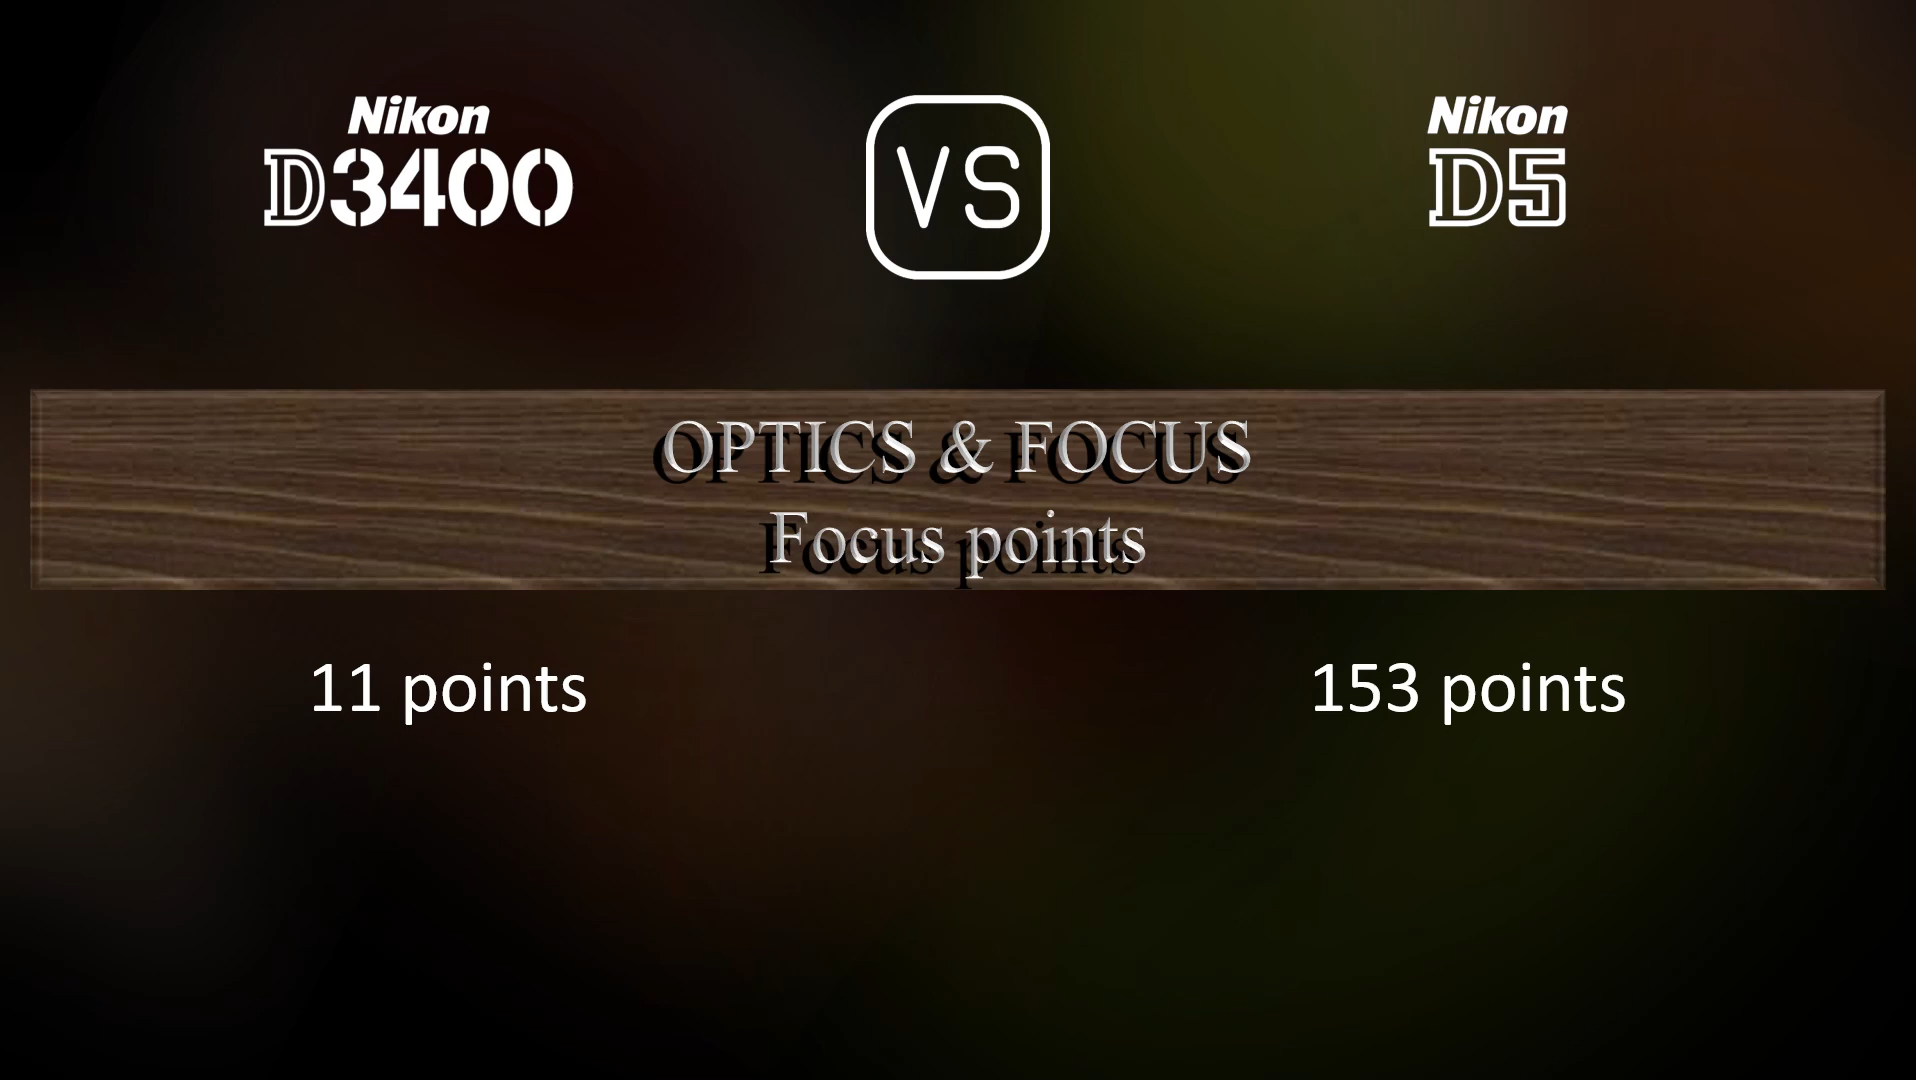 Nikon
D3400
VS
Nikon
D5
OPTICS & FOCUS
Focus points
11 points
153 points